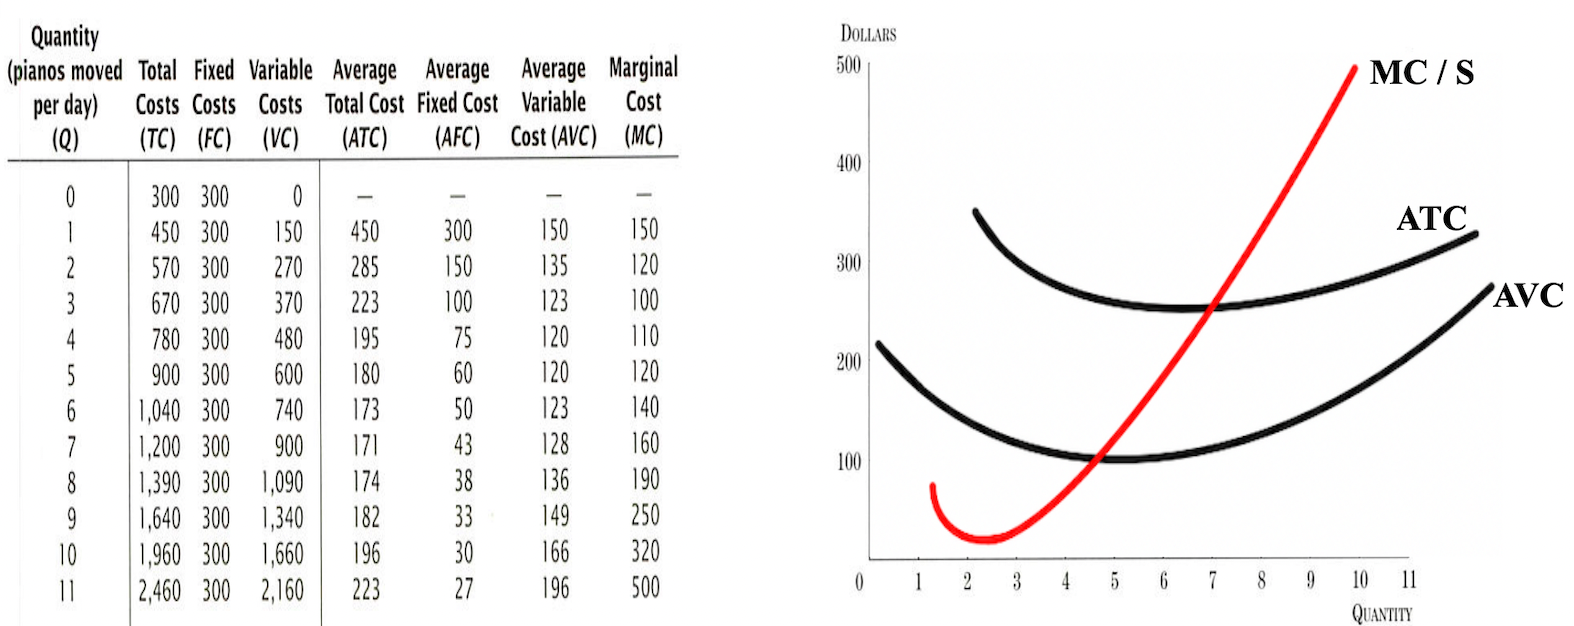 Quantity
(pianos moved Total Fixed Variable Average Average Average Marginal
per day) Costs Costs Costs Total Cost Fixed Cost Variable Cost
(Q) (TC) (FC) (VC) (ATC) (AFC) Cost (AVC) (MC)
0 300 300 0 — — — —
1 450 300 150 450 300 150 150
2 570 300 270 285 150 135 120
3 670 300 370 223 100 123 100
4 780 300 480 195 75 120 110
5 900 300 600 180 60 120 120
6 1,040 300 740 173 50 123 140
7 1,200 300 900 171 43 128 160
8 1,390 300 1,090 174 38 136 190
9 1,640 300 1,340 182 33 149 250
10 1,960 300 1,660 196 30 166 320
11 2,460 300 2,160 223 27 196 500
DOLLARS
500
MC / S
400
ATC
300
AVC
200
100
0 1 2 3 4 5 6 7 8 9 10 11
QUANTITY